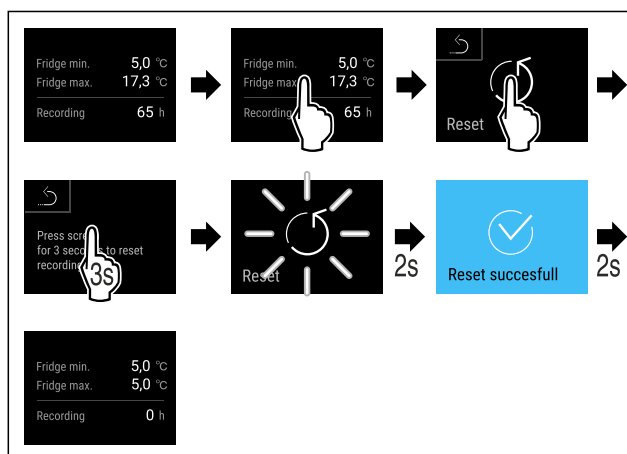 Fridge min. 5,0 °C
Fridge max. 17,3 °C
Recording 65 h
Fridge min. 5,0 °C
Fridge max 17,3 °C
Recording 65 h
Reset
Press scre
for 3 seconds to reset
recording
3s
Reset
2s
Reset succesfull
2s
Fridge min. 5,0 °C
Fridge max. 5,0 °C
Recording 0 h